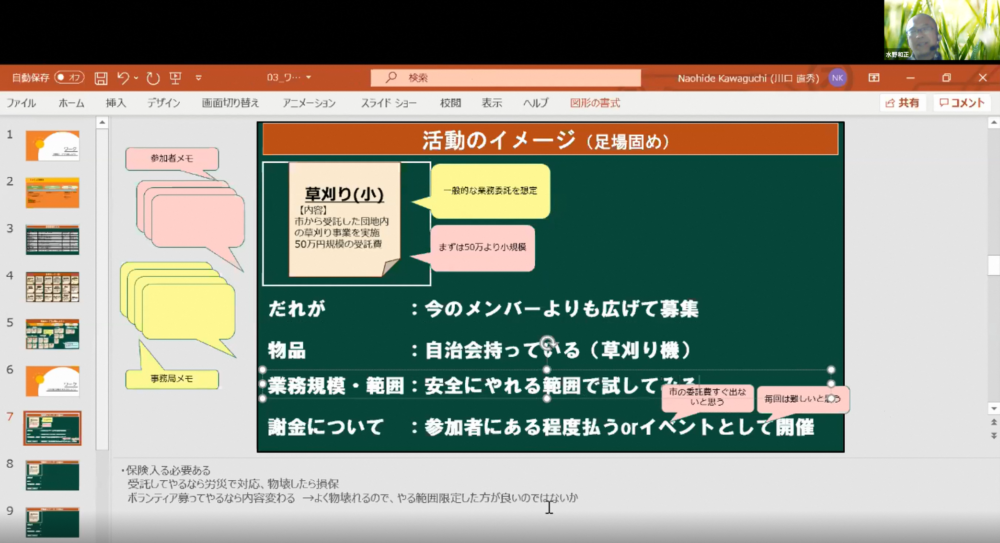 水野和正
自動保存 オフ
03_ワ…
検索
Naohide Kawaguchi (川口 直秀)
NK
ファイル ホーム 挿入 デザイン 画面切り替え アニメーション スライド ショー 校閲 表示 ヘルプ 図形の書式 共有 コメント
1
ワーク
2
3
4
5
6
ワーク
7
8
9
参加者メモ
事務局メモ
活動のイメージ（足場固め）
草刈り(小)
【内容】
市から受託した団地内
の草刈り事業を実施
50万円規模の受託費
一般的な業務委託を想定
まずは50万より小規模
だれが ：今のメンバーよりも広げて募集
物品 ：自治会持っている（草刈り機）
業務規模・範囲：安全にやれる範囲で試してみる
市の委託費すぐ出な
いと思う
毎回は難しいと思う
謝金について ：参加者にある程度払うorイベントとして開催
・保険入る必要ある
受託してやるなら労災で対応、物壊したら損保
ボランティア募ってやるなら内容変わる →よく物壊れるので、やる範囲限定した方が良いのではないか